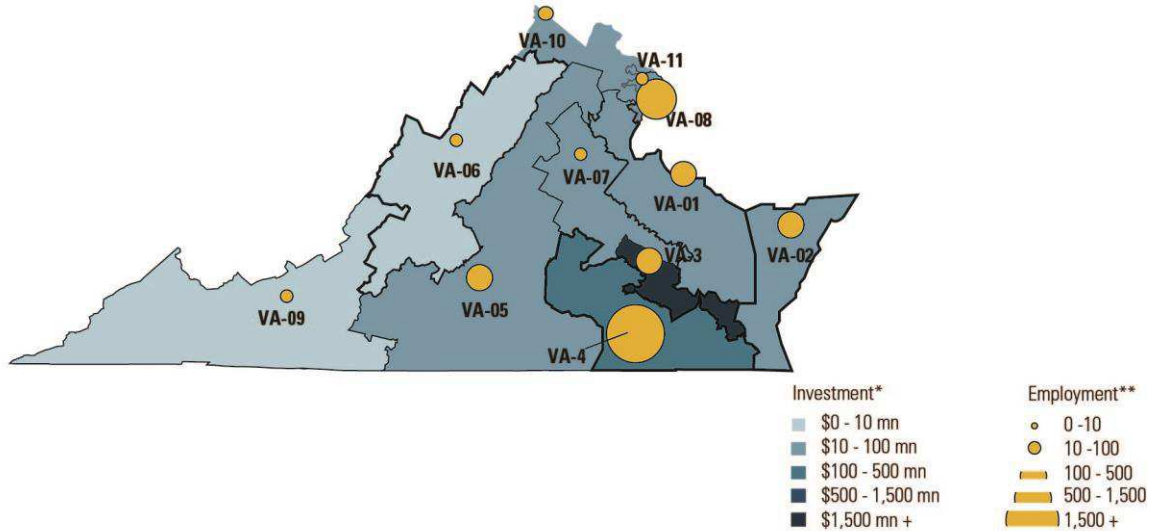 VA-10
VA-11
VA-08
VA-06
VA-07
VA-01
VA-3
VA-02
VA-05
VA-09
VA-4
Investment*
$0 - 10 mn
$10 - 100 mn
$100 - 500 mn
$500 - 1,500 mn
$1,500 mn +
Employment**
0 -10
10 -100
100 - 500
500 - 1,500
1,500 +